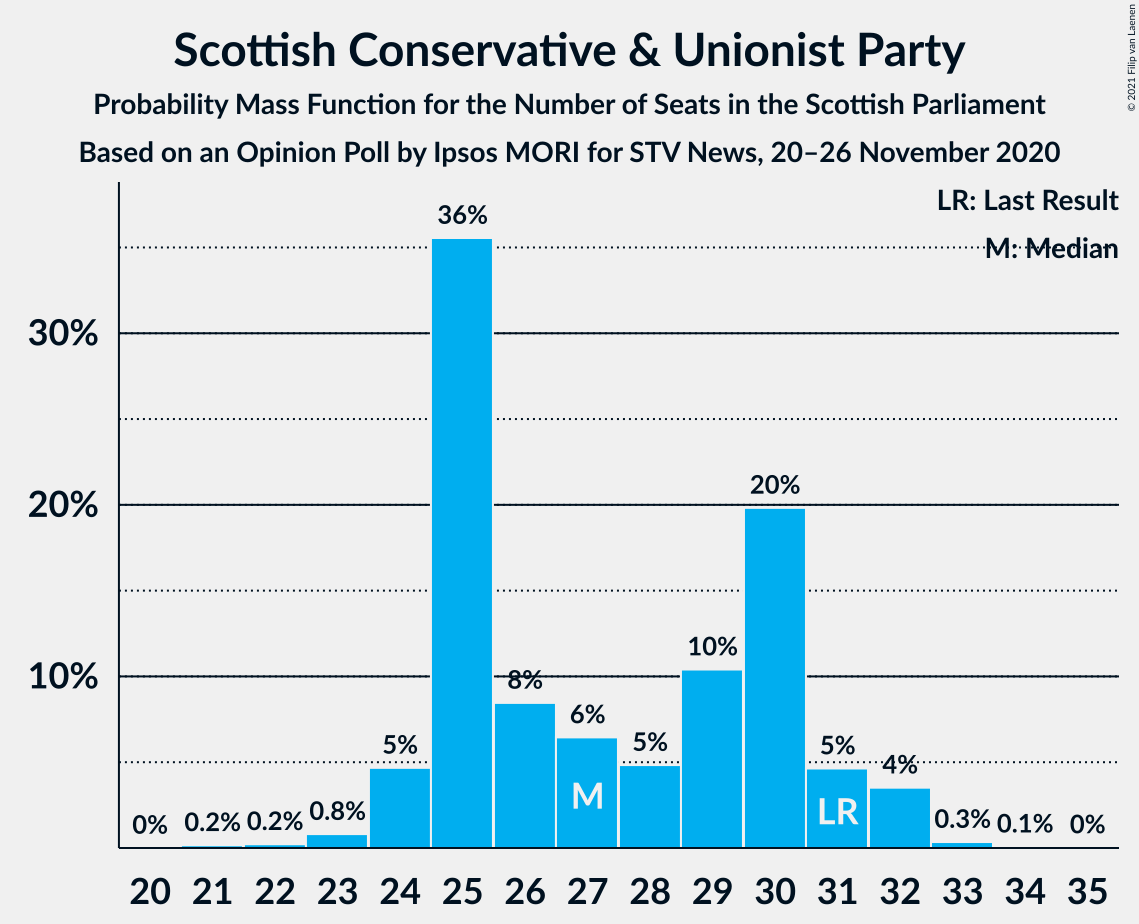 Scottish Conservative & Unionist Party
Probability Mass Function for the Number of Seats in the Scottish Parliament
Based on an Opinion Poll by Ipsos MORI for STV News, 20–26 November 2020
© 2021 Filip van Laenen
LR: Last Result
M: Median
30%
20%
10%
0%
0.2%
0.2%
0.8%
5%
36%
8%
6%
5%
10%
20%
5%
4%
0.3%
0.1%
0%
M
LR
20 21 22 23 24 25 26 27 28 29 30 31 32 33 34 35